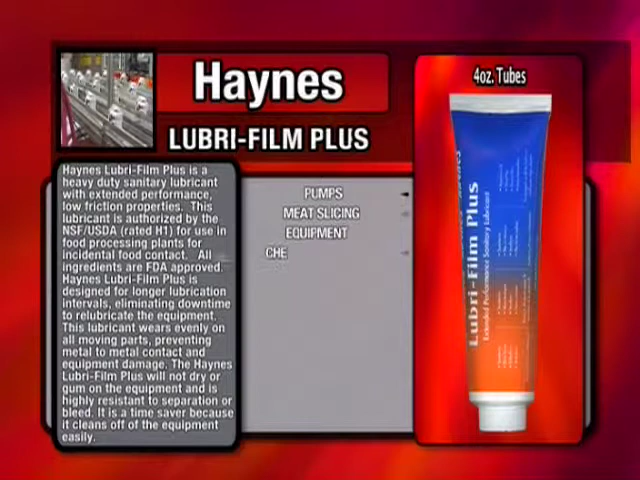 Haynes
LUBRI-FILM PLUS
4oz. Tubes
Haynes Lubri-Film Plus is a
heavy duty sanitary lubricant
with extended performance,
low friction properties. This
lubricant is authorized by the
NSF/USDA (rated H1) for use in
food processing plants for
incidental food contact. All
ingredients are FDA approved.
Haynes Lubri-Film Plus is
designed for longer lubrication
intervals, eliminating downtime
to relubricate the equipment.
This lubricant wears evenly on
all moving parts, preventing
metal to metal contact and
equipment damage. The Haynes
Lubri-Film Plus will not dry or
gum on the equipment and is
highly resistant to separation or
bleed. It is a time saver because
it cleans off of the equipment
easily.
PUMPS
MEAT SLICING
EQUIPMENT
CHE
Lubri-Film Plus
Extended Performance Sanitary Lubricant